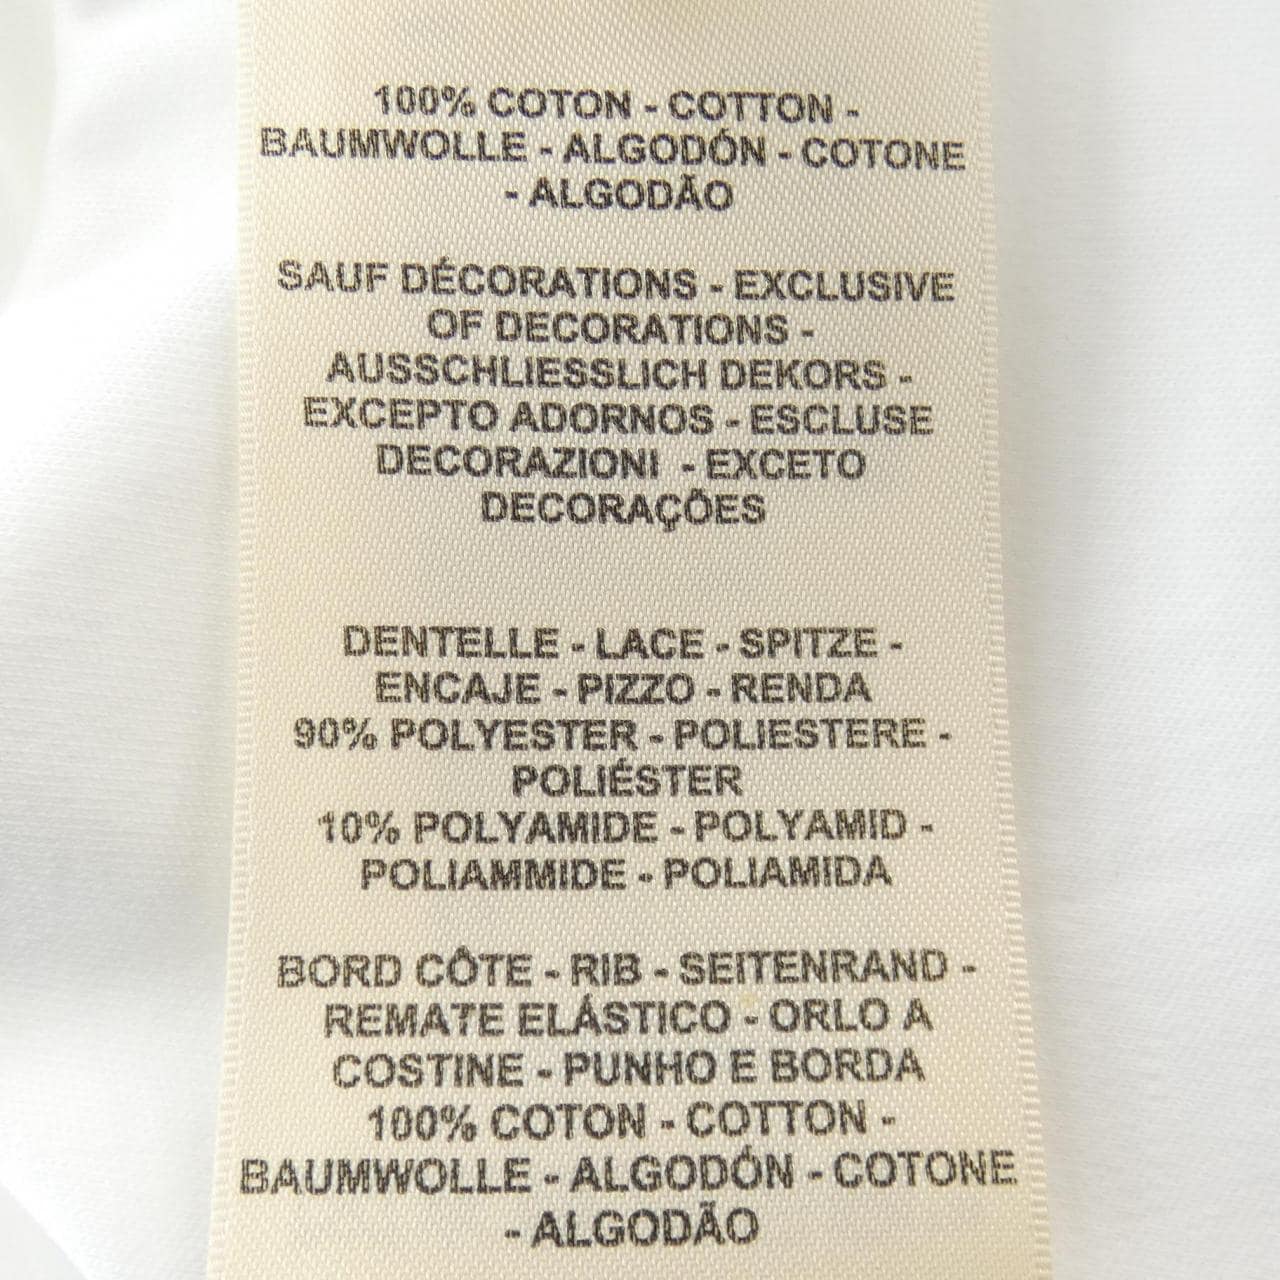 100% COTON - COTTON -
BAUMWOLLE - ALGODÓN - COTONE
- ALGODÃO
SAUF DÉCORATIONS - EXCLUSIVE
OF DECORATIONS -
AUSSCHLIESSLICH DEKORS -
EXCEPTO ADORNOS - ESCLUSE
DECORAZIONI - EXCETO
DECORAÇÕES
DENTELLE - LACE - SPITZE -
ENCAJE - PIZZO - RENDA
90% POLYESTER - POLIESTERE -
POLIÉSTER
10% POLYAMIDE - POLYAMID -
POLIAMMIDE - POLIAMIDA
BORD CÔTE - RIB - SEITENRAND -
REMATE ELÁSTICO - ORLO A
COSTINE - PUNHO E BORDA
100% COTON - COTTON -
BAUMWOLLE - ALGODÓN - COTONE
- ALGODÃO